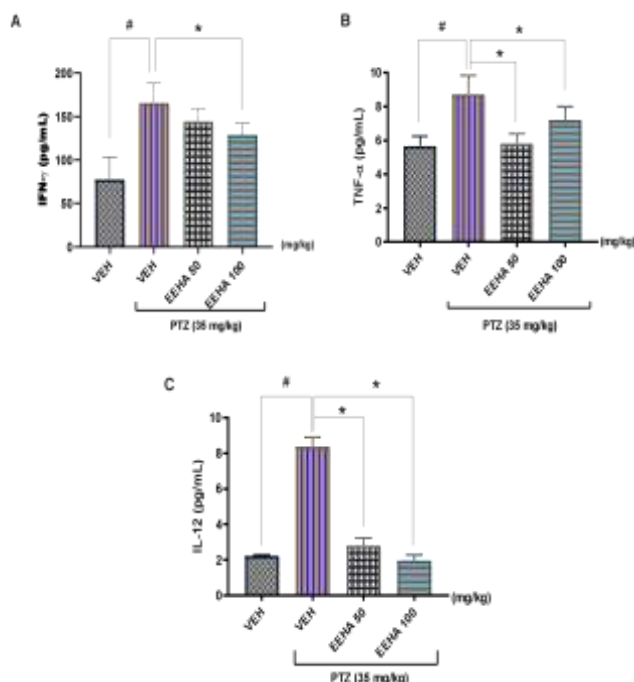 A
#
*
IFN-γ (pg/mL)
200
150
100
50
0
VEH
VEH
EEHA 50
EEHA 100
(mg/kg)
PTZ (35 mg/kg)
B
#
*
*
TNF-α (pg/mL)
10
8
6
4
2
0
VEH
VEH
EEHA 50
EEHA 100
(mg/kg)
PTZ (35 mg/kg)
C
#
*
*
IL-12 (pg/mL)
10
8
6
4
2
0
VEH
VEH
EEHA 50
EEHA 100
(mg/kg)
PTZ (35 mg/kg)